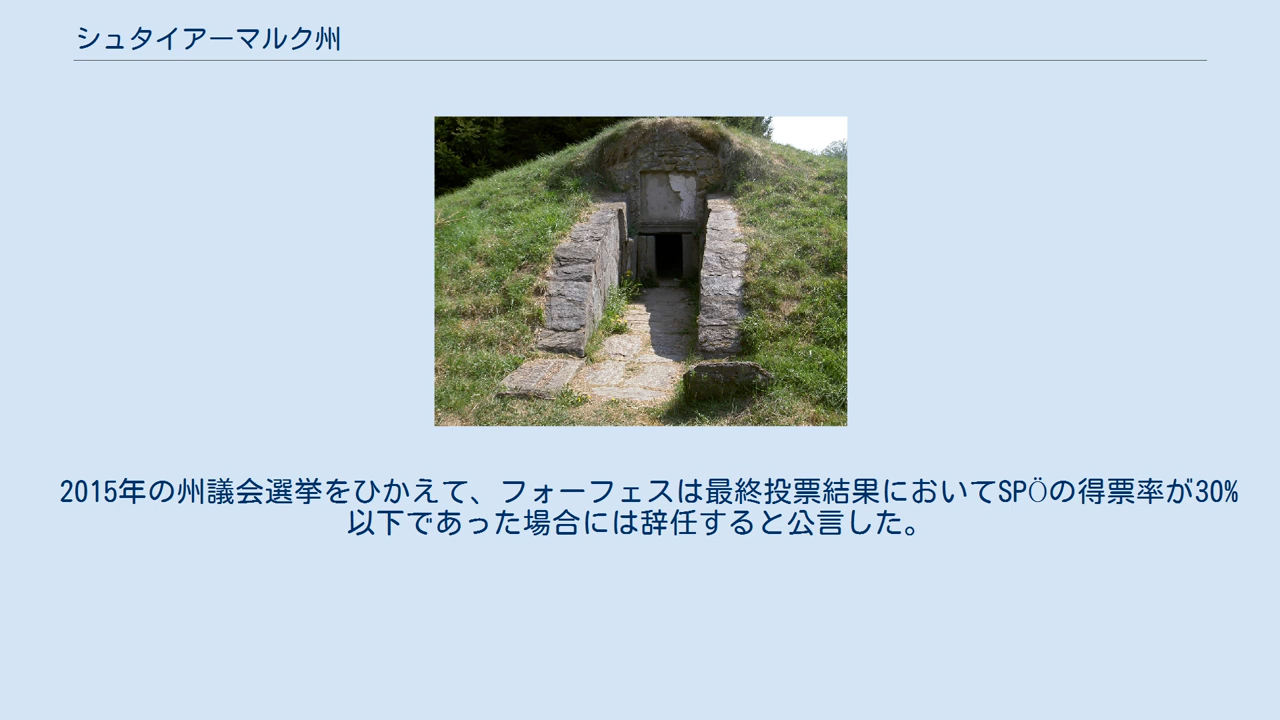 シュタイアーマルク州
2015年の州議会選挙をひかえて、フォーフェスは最終投票結果においてSPÖの得票率が30%
以下であった場合には辞任すると公言した。